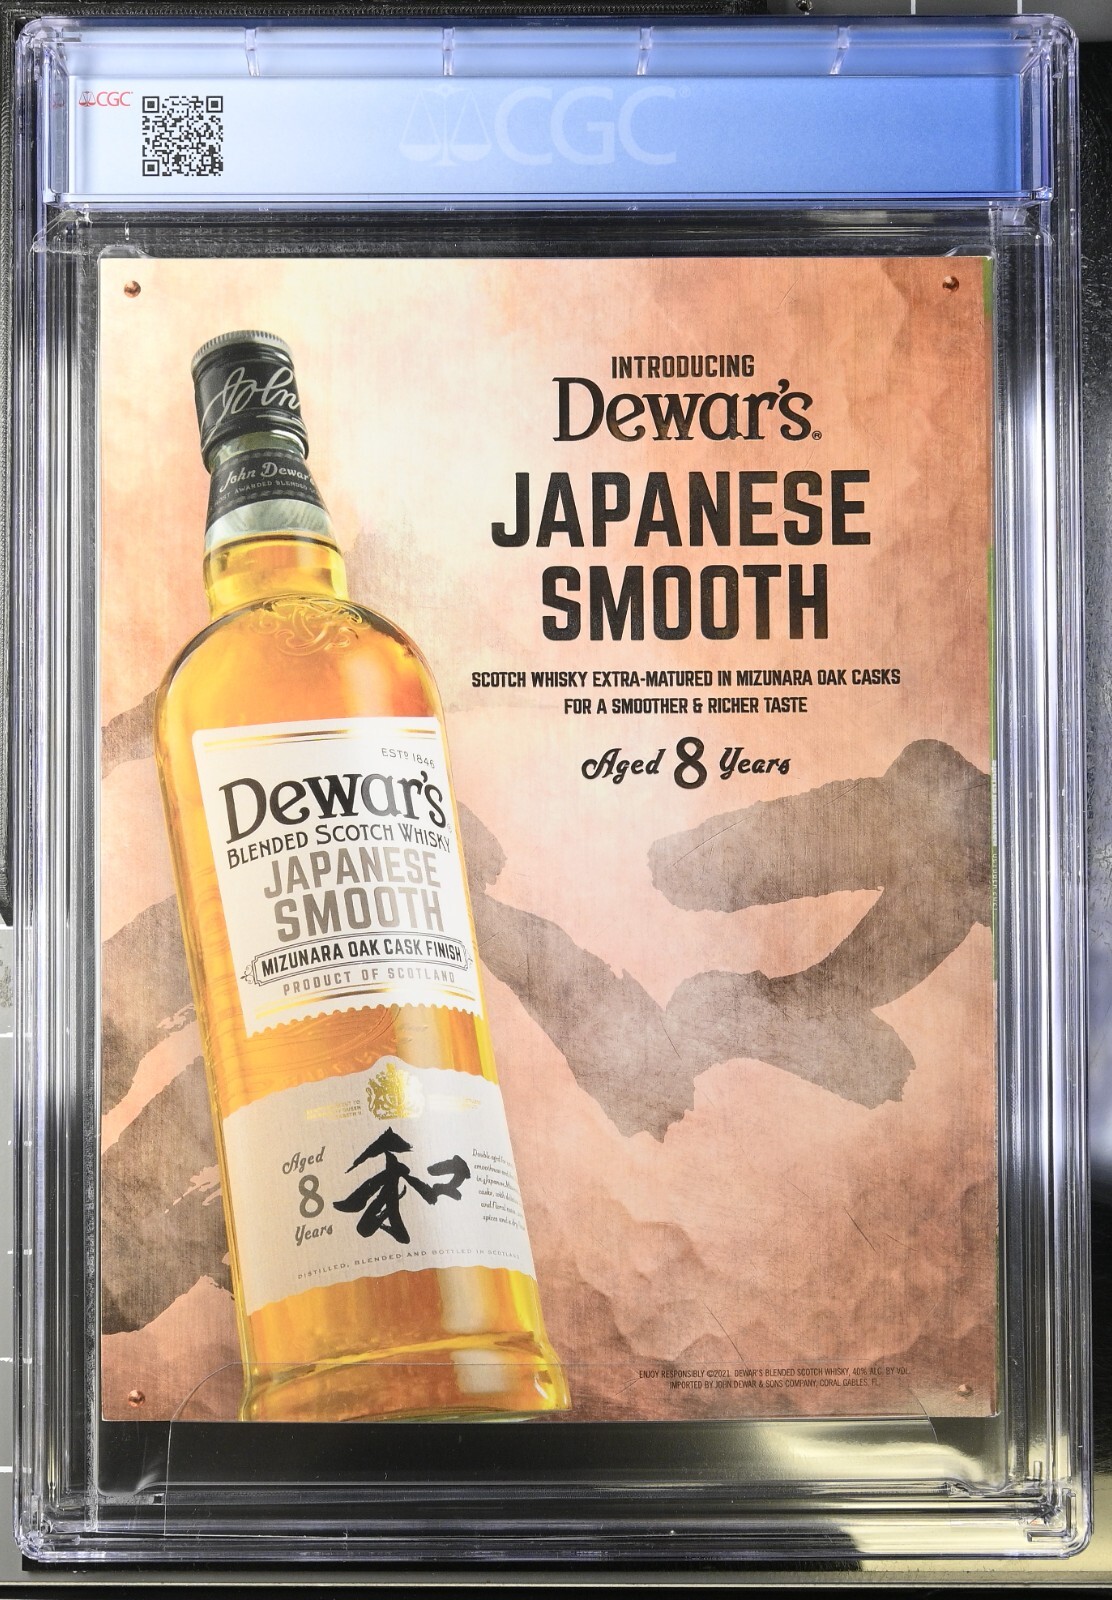 CGC
CGC
INTRODUCING
Dewar's®
JAPANESE
SMOOTH
SCOTCH WHISKY EXTRA-MATURED IN MIZUNARA OAK CASKS
FOR A SMOOTHER & RICHER TASTE
Aged 8 Years
John
John Dewar
AWARDED BLENDED
ESTD 1846
Dewar's
BLENDED SCOTCH WHISKY
JAPANESE
SMOOTH
MIZUNARA OAK CASK FINISH
PRODUCT OF SCOTLAND
Aged
8
Years
和
DISTILLED, BLENDED AND BOTTLED IN SCOTLAND
ENJOY RESPONSIBLY ©2021. DEWAR'S BLENDED SCOTCH WHISKY, 40% ALC. BY VOL.
IMPORTED BY JOHN DEWAR & SONS COMPANY, CORAL GABLES, FL.